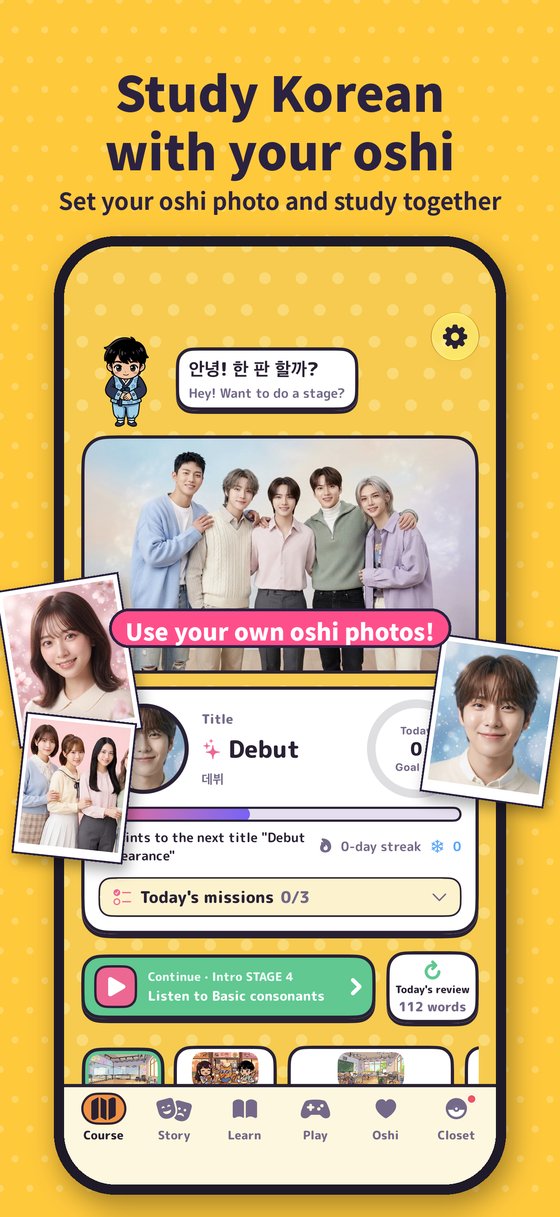 Study Korean
with your oshi
Set your oshi photo and study together
안녕! 한 판 할까?
Hey! Want to do a stage?
Use your own oshi photos!
Title
Debut
데뷔
0
Goal
to the next title "Debut
0-day streak
0
Today's missions 0/3
Continue · Intro STAGE 4
Listen to Basic consonants
Today's review
112 words
Course
Story
Learn
Play
Oshi
Closet